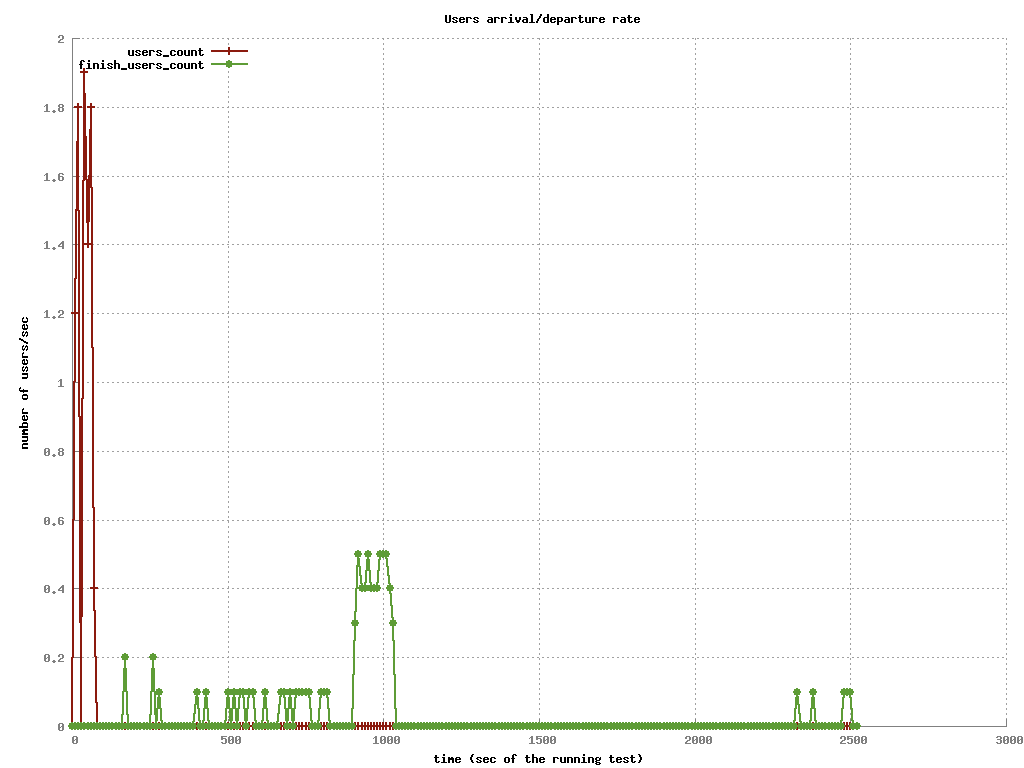 Users arrival/departure rate
users_count
finish_users_count
2
1.8
1.6
1.4
1.2
1
0.8
0.6
0.4
0.2
0
number of users/sec
0 500 1000 1500 2000 2500 3000
time (sec of the running test)